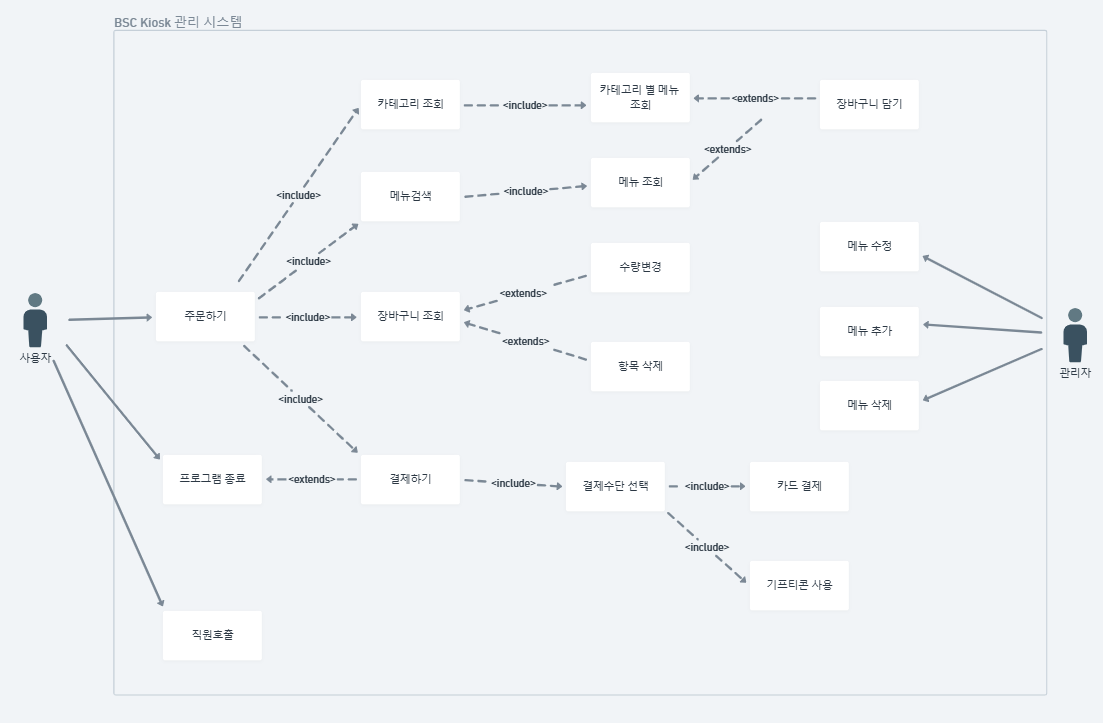 BSC Kiosk 관리 시스템
카테고리 조회
<include>
카테고리 별 메뉴
조회
<extends>
장바구니 담기
<extends>
<include>
메뉴검색
<include>
메뉴 조회
<include>
수량변경
메뉴 수정
<extends>
주문하기
<include>
장바구니 조회
<extends>
항목 삭제
메뉴 추가
사용자
관리자
<include>
메뉴 삭제
프로그램 종료
<extends>
결제하기
<include>
결제수단 선택
<include>
카드 결제
<include>
기프티콘 사용
직원호출